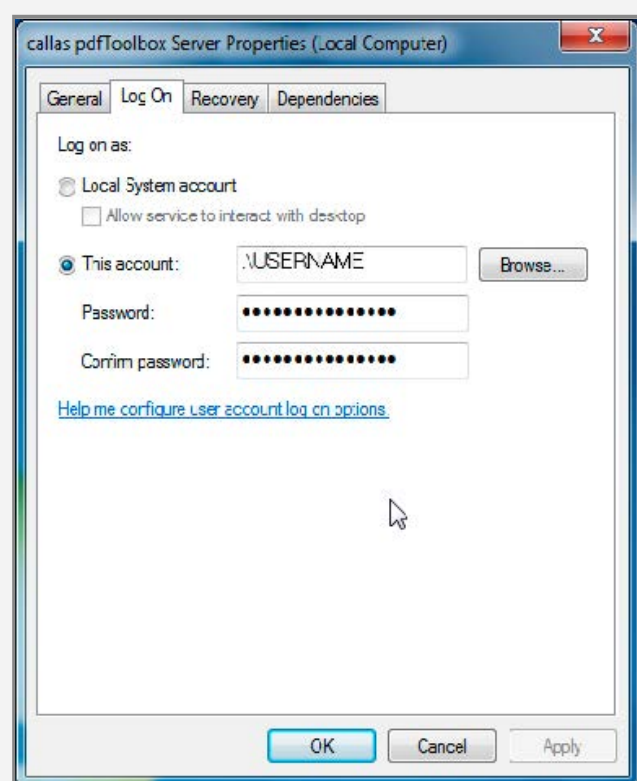 callas pdfToolbox Server Properties (Local Computer)
General Log On Recovery Dependencies
Log on as:
Local System account
Allow service to interact with desktop
This account: .\USERNAME Browse...
Password: •••••••••••••••
Confirm password: •••••••••••••••
Help me configure user account log on options.
OK Cancel Apply